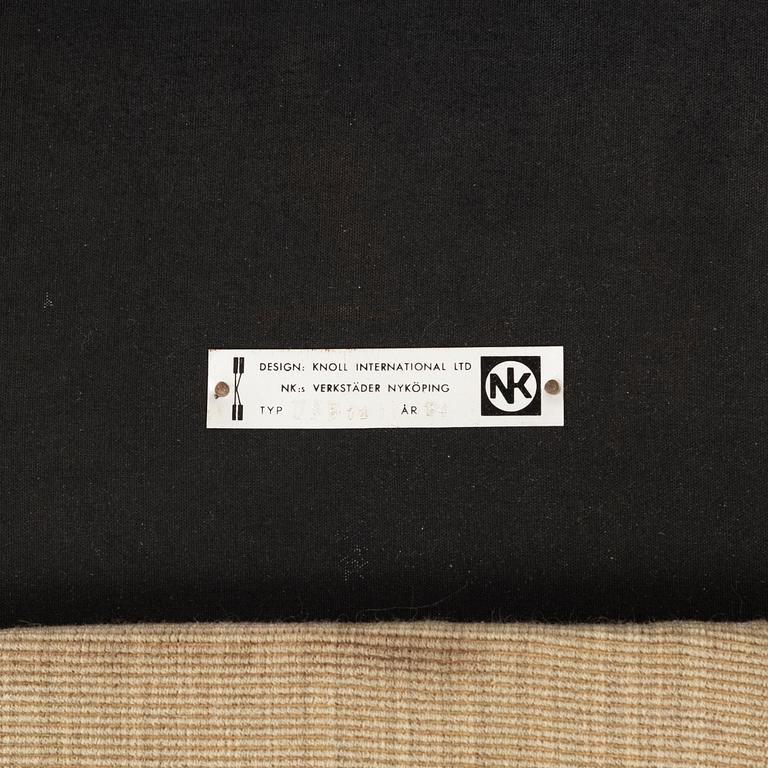 DESIGN: KNOLL INTERNATIONAL LTD
NK:s VERKSTÄDER NYKÖPING
TYP ÅR
NK